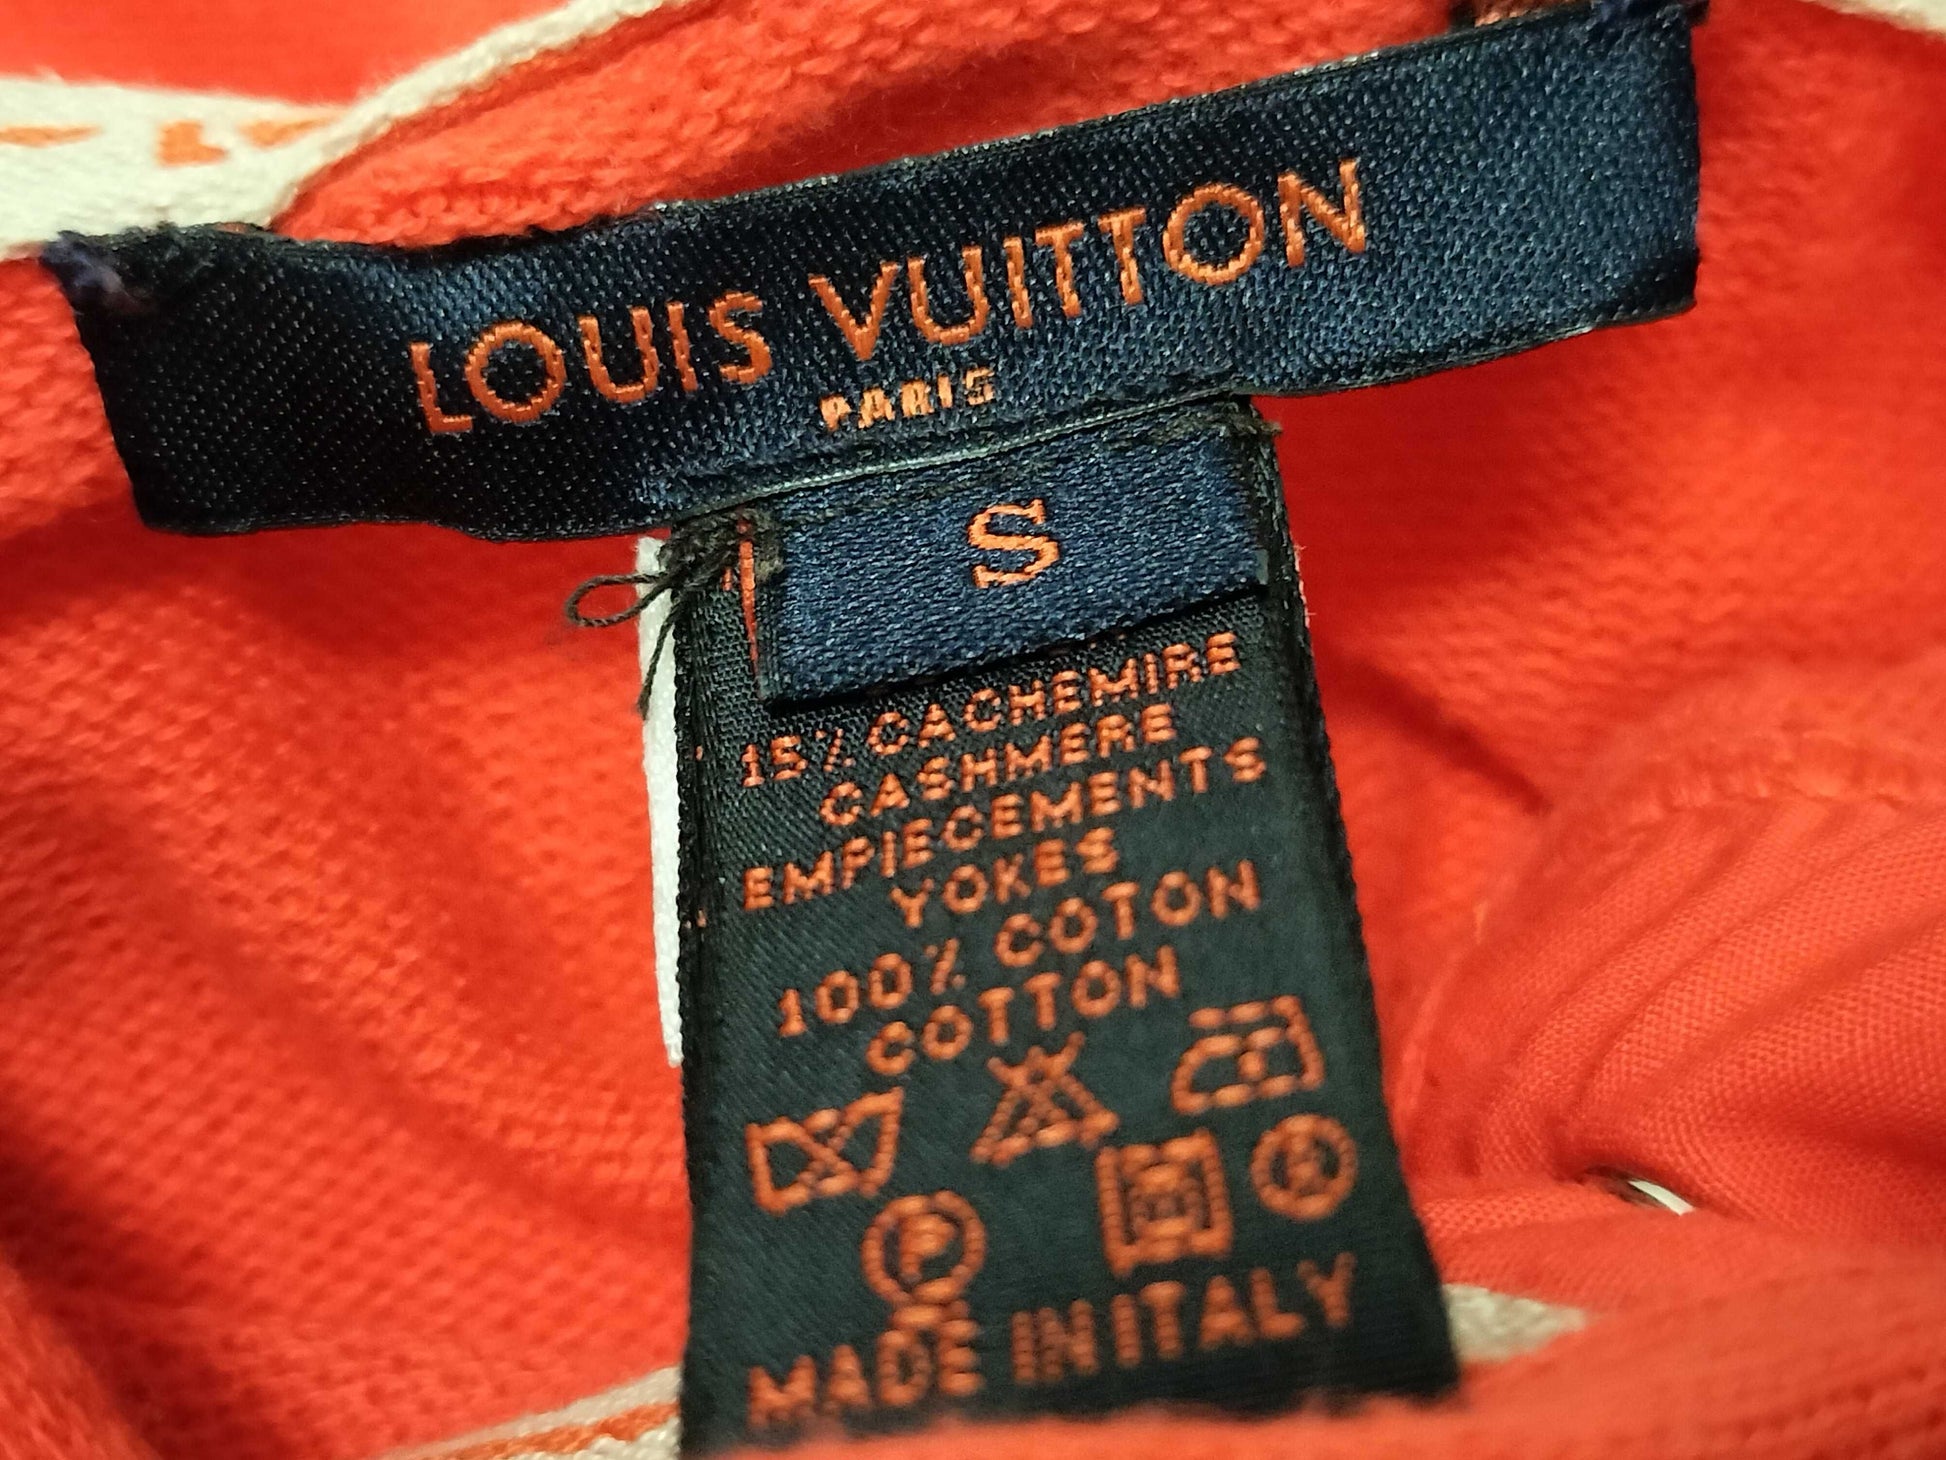 LOUIS VUITTON
PARIS
S
15% CACHEMIRE
CASHMERE
EMPIECEMENTS
YOKES
100% COTON
COTTON
P
MADE IN ITALY